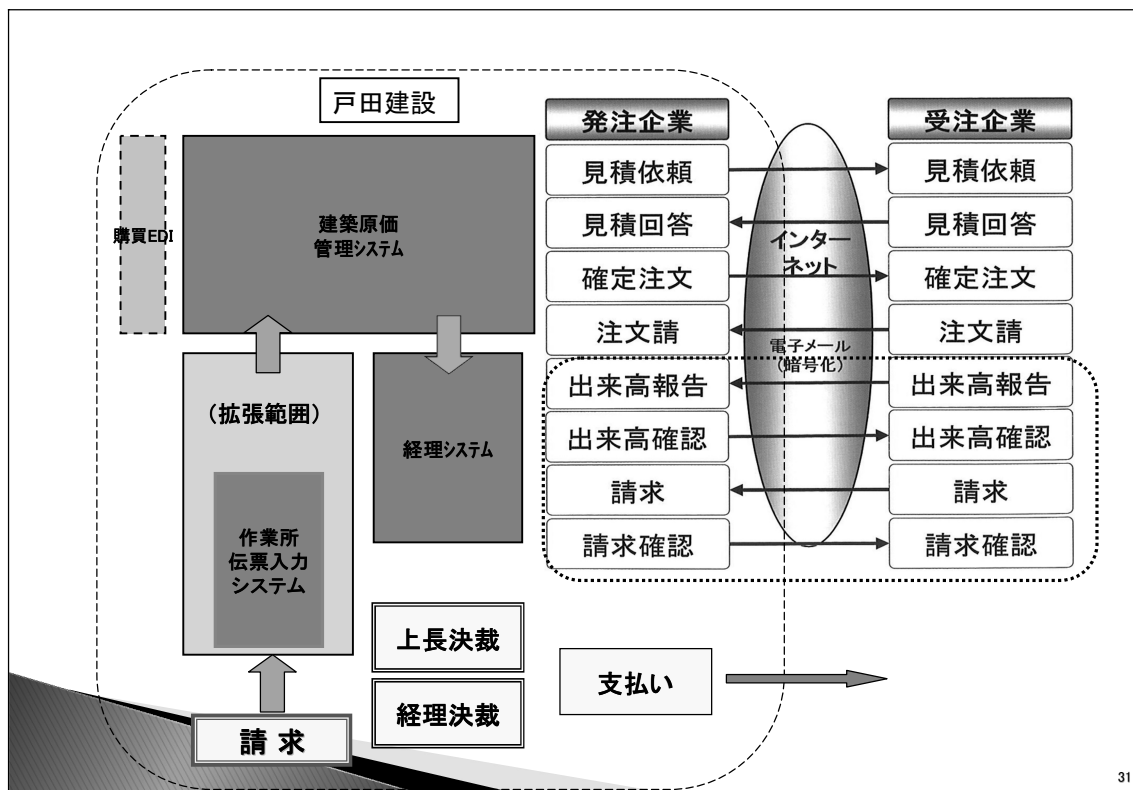 戸田建設
購買EDI
建築原価
管理システム
(拡張範囲)
作業所
伝票入力
システム
経理システム
上長決裁
経理決裁
請 求
支払い
発注企業
見積依頼
見積回答
確定注文
注文請
出来高報告
出来高確認
請求
請求確認
インター
ネット
電子メール
(暗号化)
受注企業
見積依頼
見積回答
確定注文
注文請
出来高報告
出来高確認
請求
請求確認
31